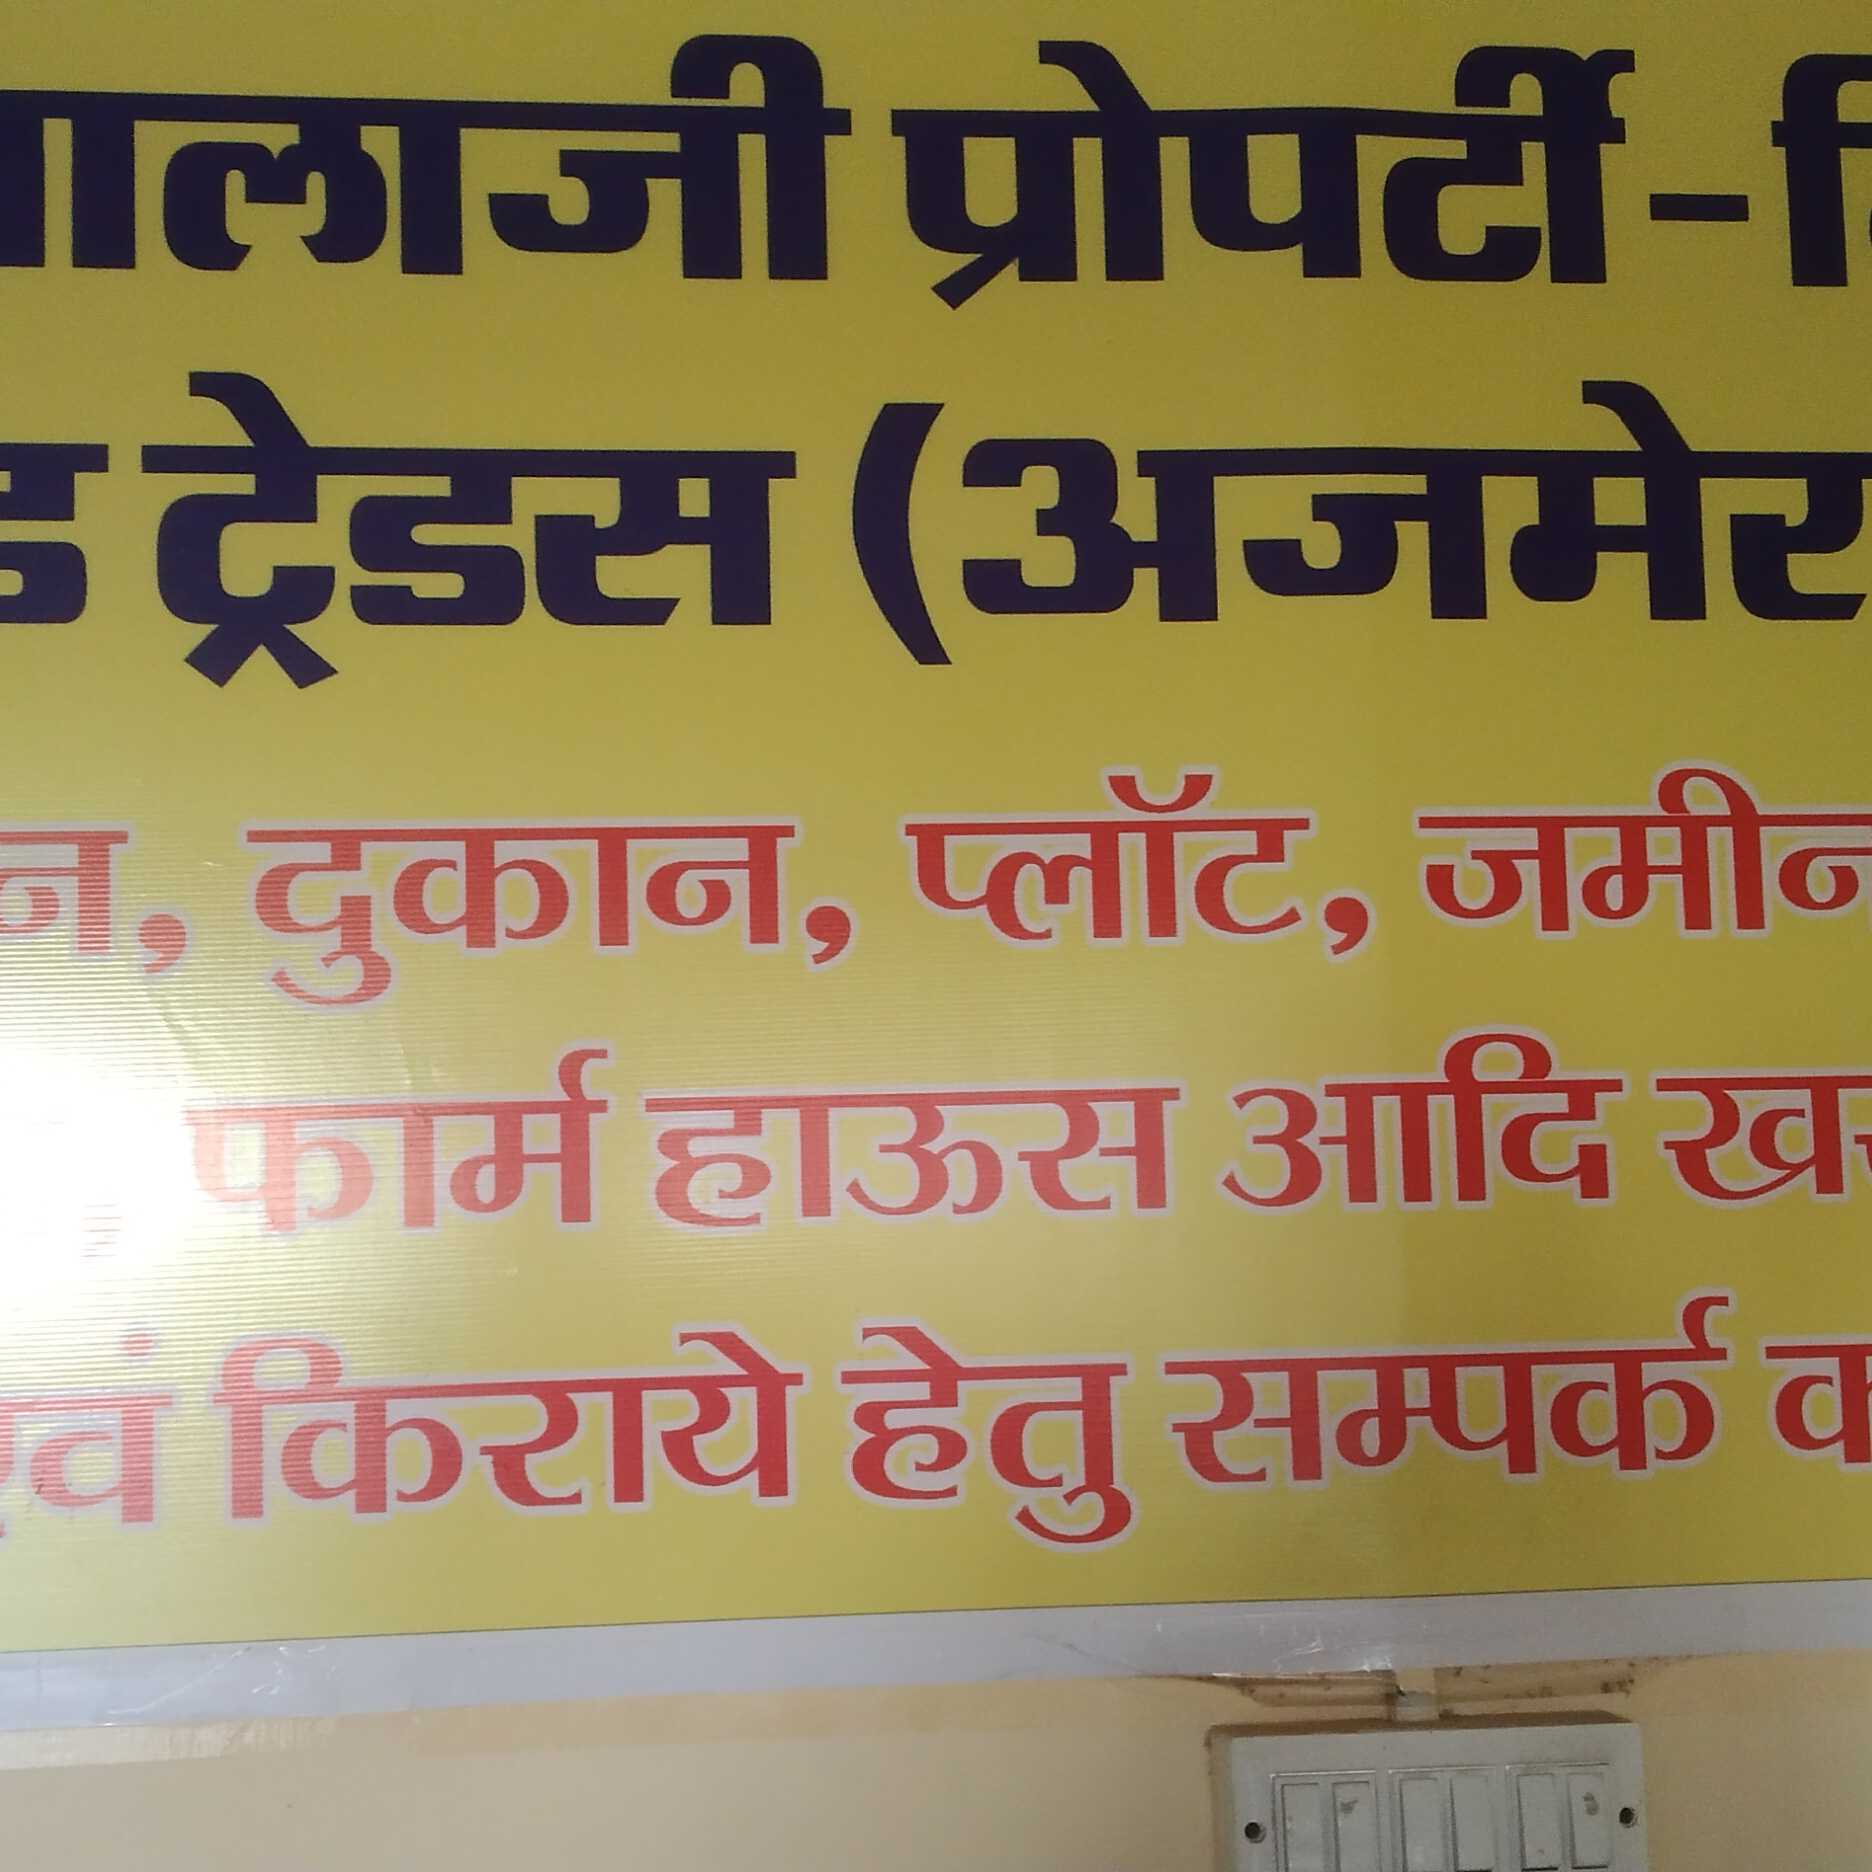 बालाजी प्रोपर्टी -
ट्रेडस (अजमेर
दुकान, प्लॉट, जमीन
फार्म हाऊस आदि
एवं किराये हेतु सम्पर्क